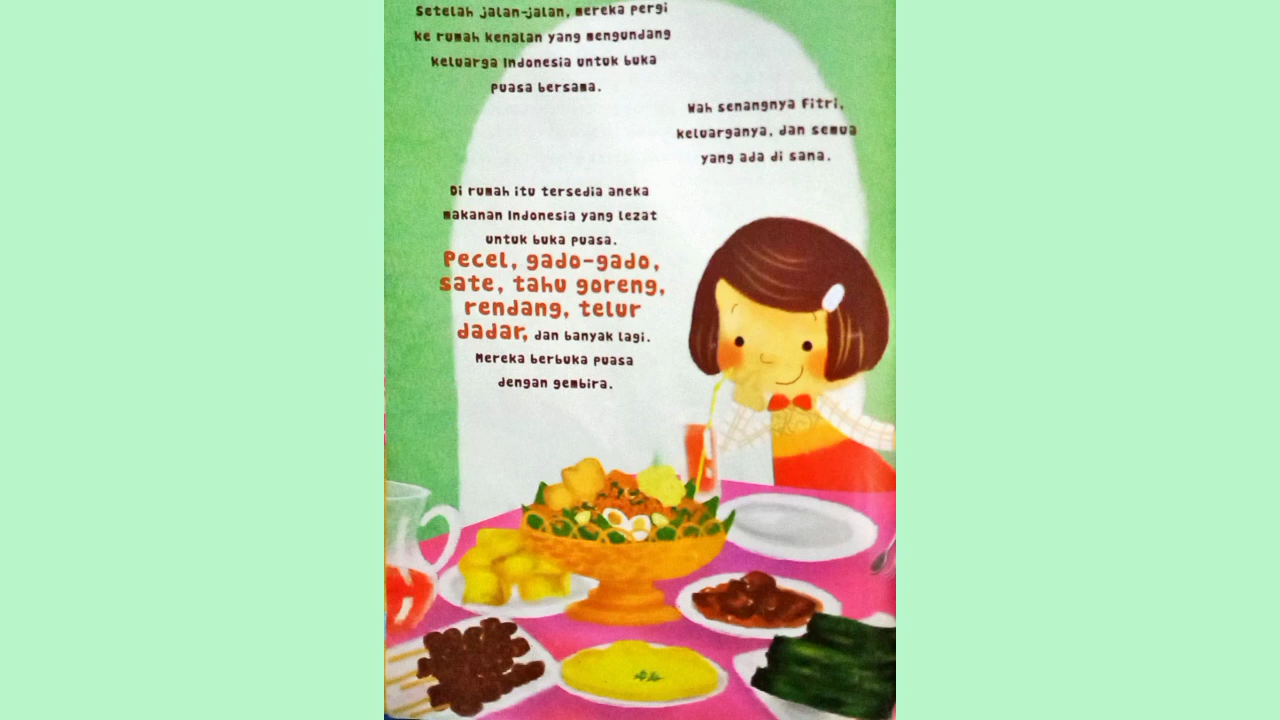 Setelah jalan-jalan, mereka pergi
ke rumah kenalan yang mengundang
keluarga Indonesia untuk buka
puasa bersama.
Wah senangnya Fitri,
keluarganya, dan semua
yang ada di sana.
Di rumah itu tersedia aneka
makanan Indonesia yang lezat
untuk buka puasa.
Pecel, gado-gado,
sate, tahu goreng,
rendang, telur
dadar, dan banyak lagi.
Mereka berbuka puasa
dengan gembira.